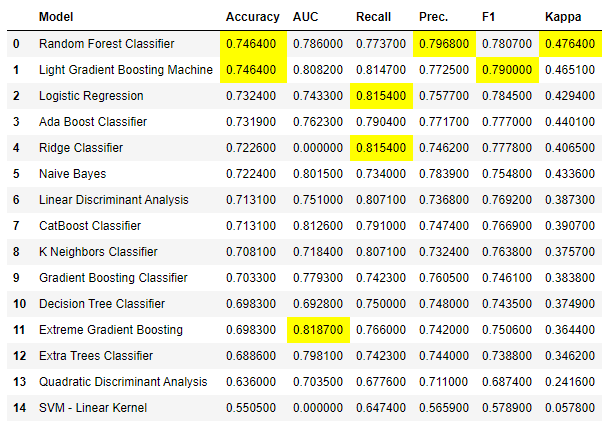 Model Accuracy AUC Recall Prec. F1 Kappa
0 Random Forest Classifier 0.746400 0.786000 0.773700 0.796800 0.780700 0.476400
1 Light Gradient Boosting Machine 0.746400 0.808200 0.814700 0.772500 0.790000 0.465100
2 Logistic Regression 0.732400 0.743300 0.815400 0.757700 0.784500 0.429400
3 Ada Boost Classifier 0.731900 0.762300 0.790400 0.771700 0.777000 0.440100
4 Ridge Classifier 0.722600 0.000000 0.815400 0.746200 0.777800 0.406500
5 Naive Bayes 0.722400 0.801500 0.734000 0.783900 0.754800 0.433600
6 Linear Discriminant Analysis 0.713100 0.751000 0.807100 0.736800 0.769200 0.387300
7 CatBoost Classifier 0.713100 0.812600 0.791000 0.747400 0.766900 0.390700
8 K Neighbors Classifier 0.708100 0.718400 0.807100 0.732400 0.763800 0.375700
9 Gradient Boosting Classifier 0.703300 0.779300 0.742300 0.760500 0.746100 0.383800
10 Decision Tree Classifier 0.698300 0.692800 0.750000 0.748000 0.743500 0.374900
11 Extreme Gradient Boosting 0.698300 0.818700 0.766000 0.742000 0.750600 0.364400
12 Extra Trees Classifier 0.688600 0.798100 0.742300 0.744000 0.738800 0.346200
13 Quadratic Discriminant Analysis 0.636000 0.703500 0.677600 0.711000 0.687400 0.241600
14 SVM - Linear Kernel 0.550505 0.000000 0.647400 0.565900 0.578900 0.057800